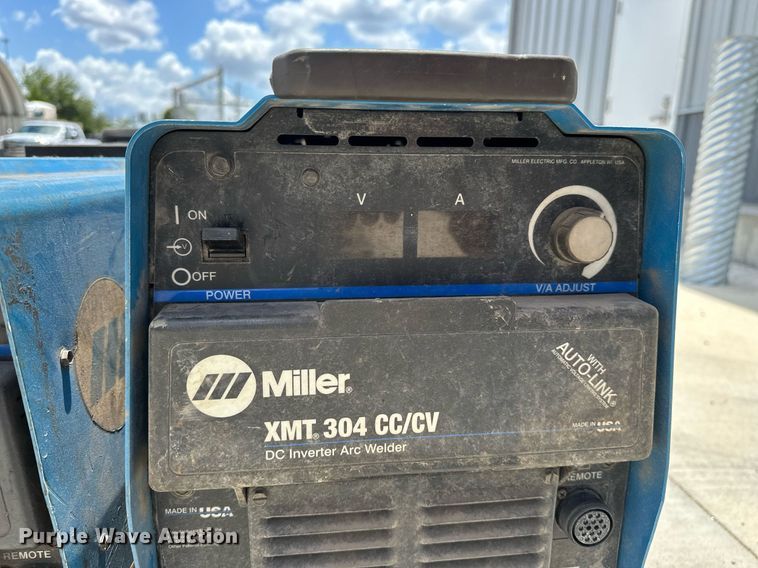 MILLER ELECTRIC MFG. CO. APPLETON WI. USA
V A
ON
OFF
POWER
V/A ADJUST
WITH
AUTO-LINK®
Miller®
XMT® 304 CC/CV
DC Inverter Arc Welder
MADE IN USA
REMOTE
MADE IN USA
REMOTE
Purple Wave Auction